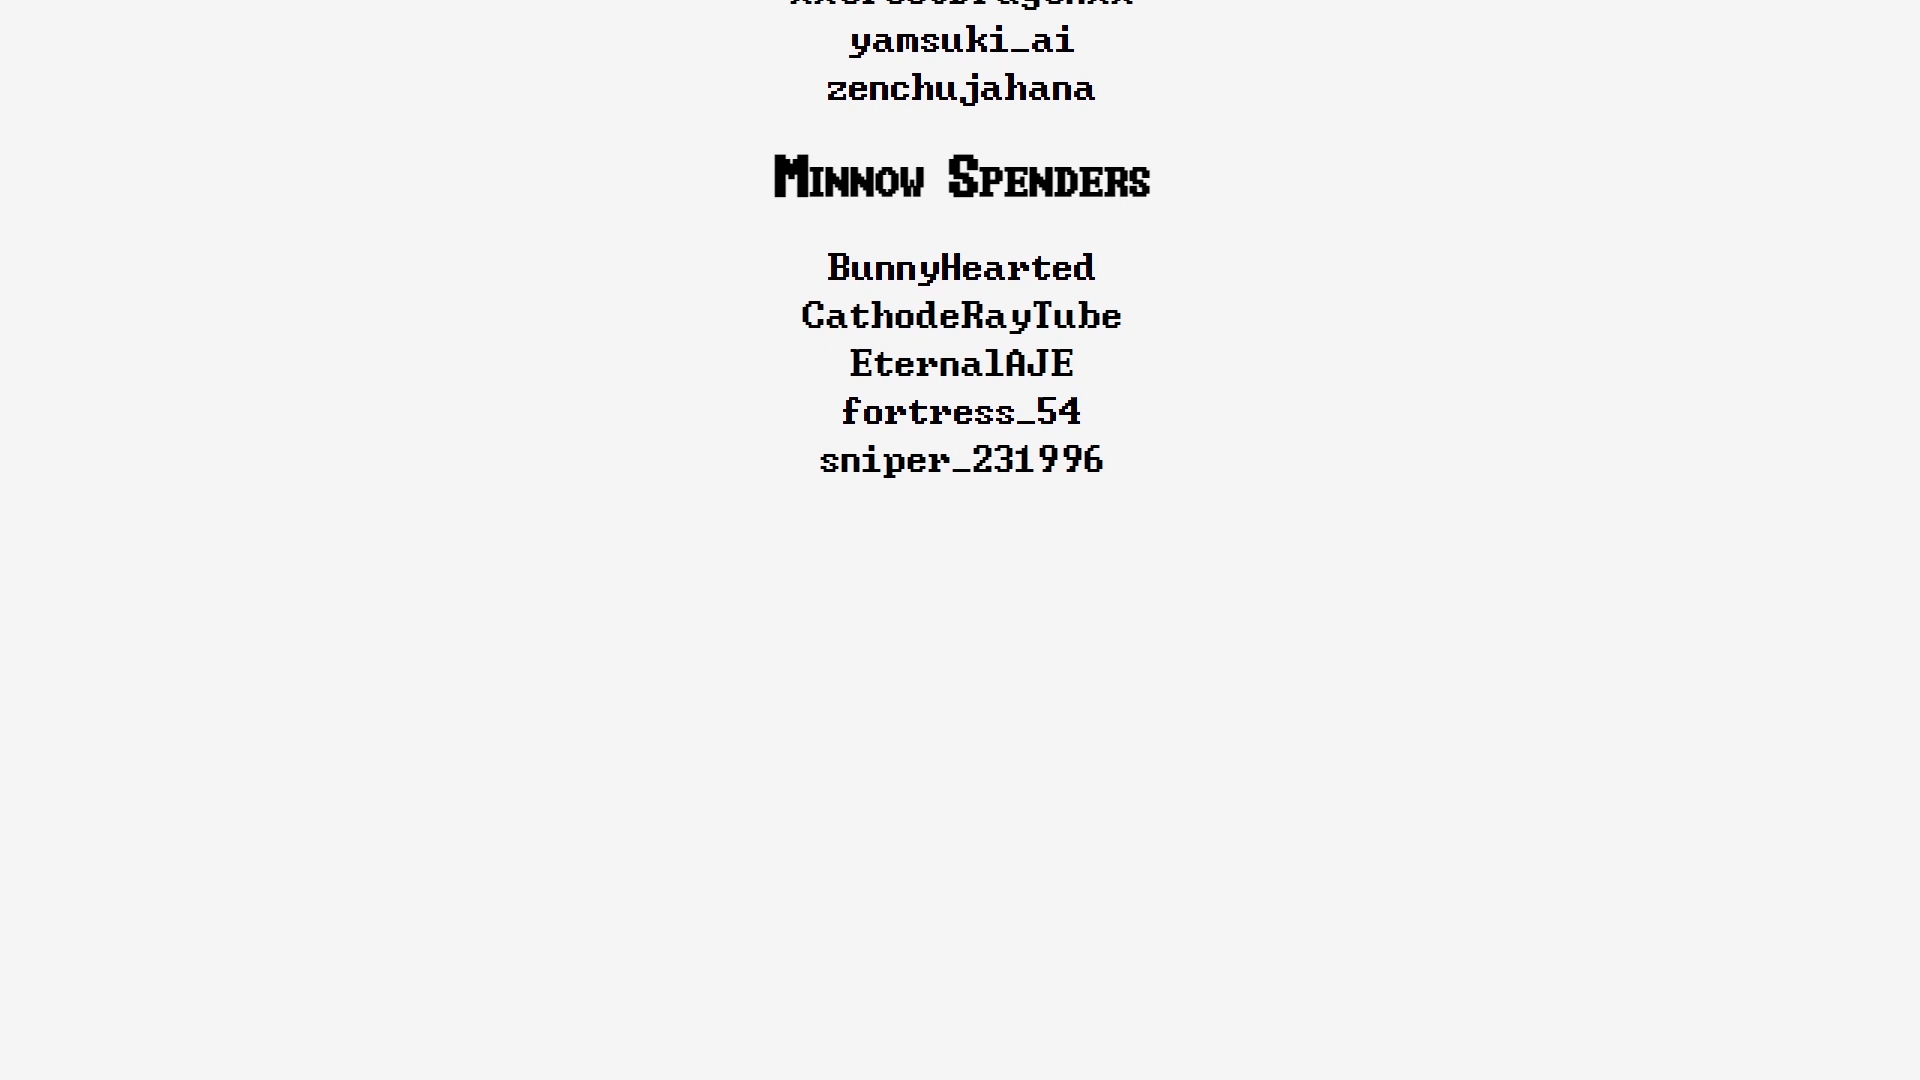 yamsuki_ai
zenchujahana
Minnow Spenders
BunnyHearted
CathodeRayTube
EternalAJE
fortress_54
sniper_231996